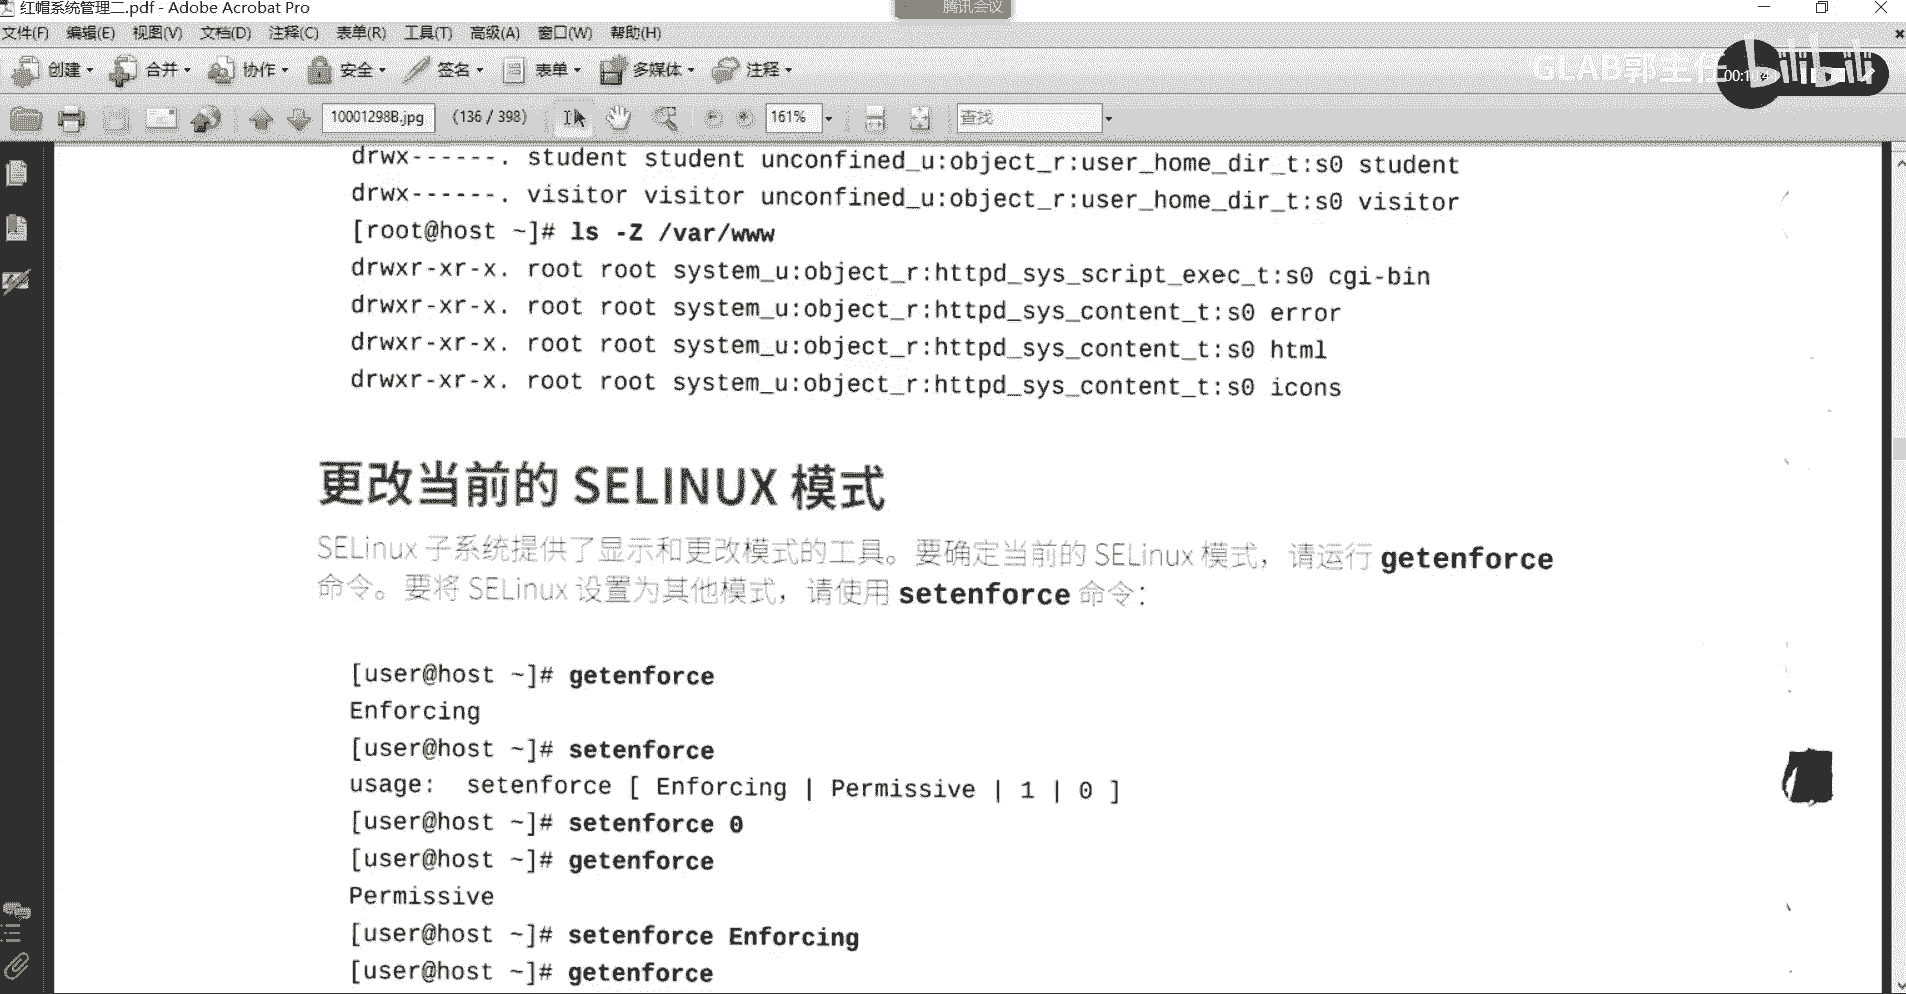 红帽系统管理二.pdf - Adobe Acrobat Pro
腾讯会议
文件(F) 编辑(E) 视图(V) 文档(D) 注释(C) 表单(R) 工具(T) 高级(A) 窗口(W) 帮助(H)
创建 合并 协作 安全 签名 表单 多媒体 注释
GLAB郭主任 bilibili
10001298B.jpg (136 / 398) 161% 查找
drwx------. student student unconfined_u:object_r:user_home_dir_t:s0 student
drwx------. visitor visitor unconfined_u:object_r:user_home_dir_t:s0 visitor
[root@host ~]# ls -Z /var/www
drwxr-xr-x. root root system_u:object_r:httpd_sys_script_exec_t:s0 cgi-bin
drwxr-xr-x. root root system_u:object_r:httpd_sys_content_t:s0 error
drwxr-xr-x. root root system_u:object_r:httpd_sys_content_t:s0 html
drwxr-xr-x. root root system_u:object_r:httpd_sys_content_t:s0 icons
更改当前的 SELINUX 模式
SELinux 子系统提供了显示和更改模式的工具。要确定当前的 SELinux 模式，请运行 getenforce
命令。要将 SELinux 设置为其他模式，请使用 setenforce 命令：
[user@host ~]# getenforce
Enforcing
[user@host ~]# setenforce
usage: setenforce [ Enforcing | Permissive | 1 | 0 ]
[user@host ~]# setenforce 0
[user@host ~]# getenforce
Permissive
[user@host ~]# setenforce Enforcing
[user@host ~]# getenforce